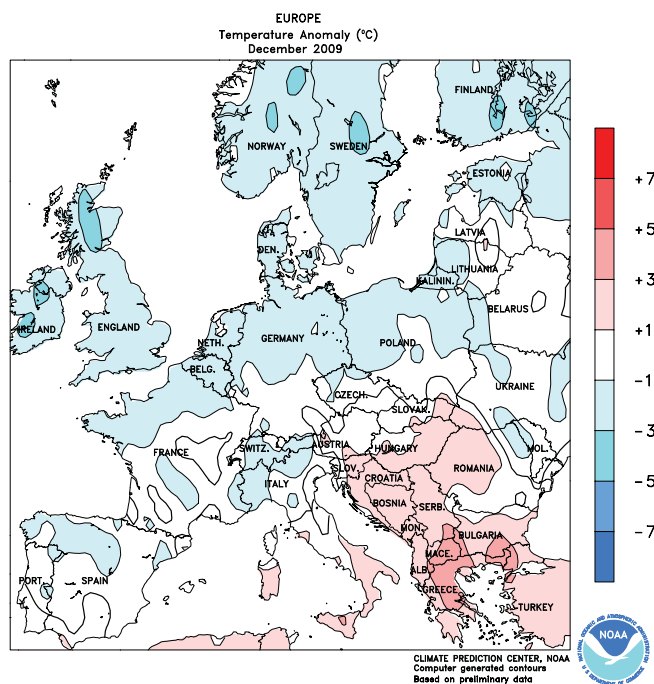 EUROPE
Temperature Anomaly (°C)
December 2009
FINLAND
NORWAY
SWEDEN
ESTONIA
LATVIA
DEN.
LITHUANIA
KALININ.
BELARUS
IRELAND
ENGLAND
NETH.
GERMANY
POLAND
BELG.
UKRAINE
CZECH.
SLOVAK.
FRANCE
SWITZ.
AUSTRIA
HUNGARY
MOL.
SLOV.
ROMANIA
ITALY
CROATIA
BOSNIA
SERB.
MON.
BULGARIA
MACE.
ALB.
PORT.
SPAIN
GREECE
TURKEY
+7
+5
+3
+1
-1
-3
-5
-7
NOAA
CLIMATE PREDICTION CENTER, NOAA
Computer generated contours
Based on preliminary data